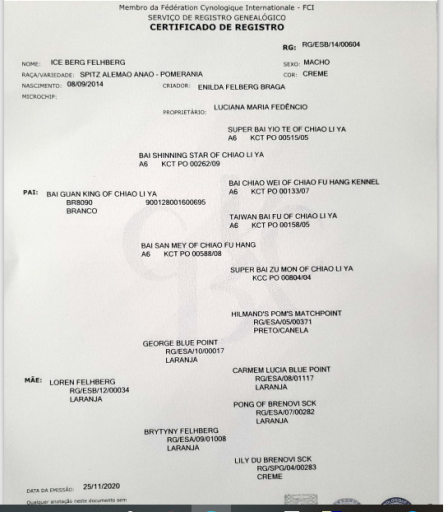 Membro da Fédération Cynologique Internationale - FCI
SERVIÇO DE REGISTRO GENEALÓGICO
CERTIFICADO DE REGISTRO
RG: RG/ESB/14/00604
NOME: ICE BERG FELHBERG
SEXO: MACHO
RAÇA/VARIEDADE: SPITZ ALEMAO ANAO - POMERANIA
COR: CREME
NASCIMENTO: 08/09/2014
CRIADOR: ENILDA FELBERG BRAGA
MICROCHIP:
PROPRIETÁRIO: LUCIANA MARIA FEDÊNCIO
SUPER BAI YIO TE OF CHIAO LI YA
A6 KCT PO 00515/05
BAI SHINNING STAR OF CHIAO LI YA
A6 KCT PO 00262/09
BAI CHIAO WEI OF CHIAO FU HANG KENNEL
A6 KCT PO 00133/07
PAI: BAI GUAN KING OF CHIAO LI YA
BR8090 900128001600695
BRANCO
TAIWAN BAI FU OF CHIAO LI YA
A6 KCT PO 00158/05
BAI SAN MEY OF CHIAO FU HANG
A6 KCT PO 00588/08
SUPER BAI ZU MON OF CHIAO LI YA
KCC PO 00804/04
HILMAND'S POM'S MATCHPOINT
RG/ESA/05/00371
PRETO/CANELA
GEORGE BLUE POINT
RG/ESA/10/00017
LARANJA
CARMEM LUCIA BLUE POINT
RG/ESA/08/01117
LARANJA
MÃE: LOREN FELHBERG
RG/ESB/12/00034
LARANJA
PONG OF BRENOVI SCK
RG/ESA/07/00282
LARANJA
BRYTYNY FELHBERG
RG/ESA/09/01008
LARANJA
LILY DU BRENOVI SCK
RG/SPG/04/00283
CREME
DATA DA EMISSÃO: 25/11/2020
Qualquer anotação neste documento sem